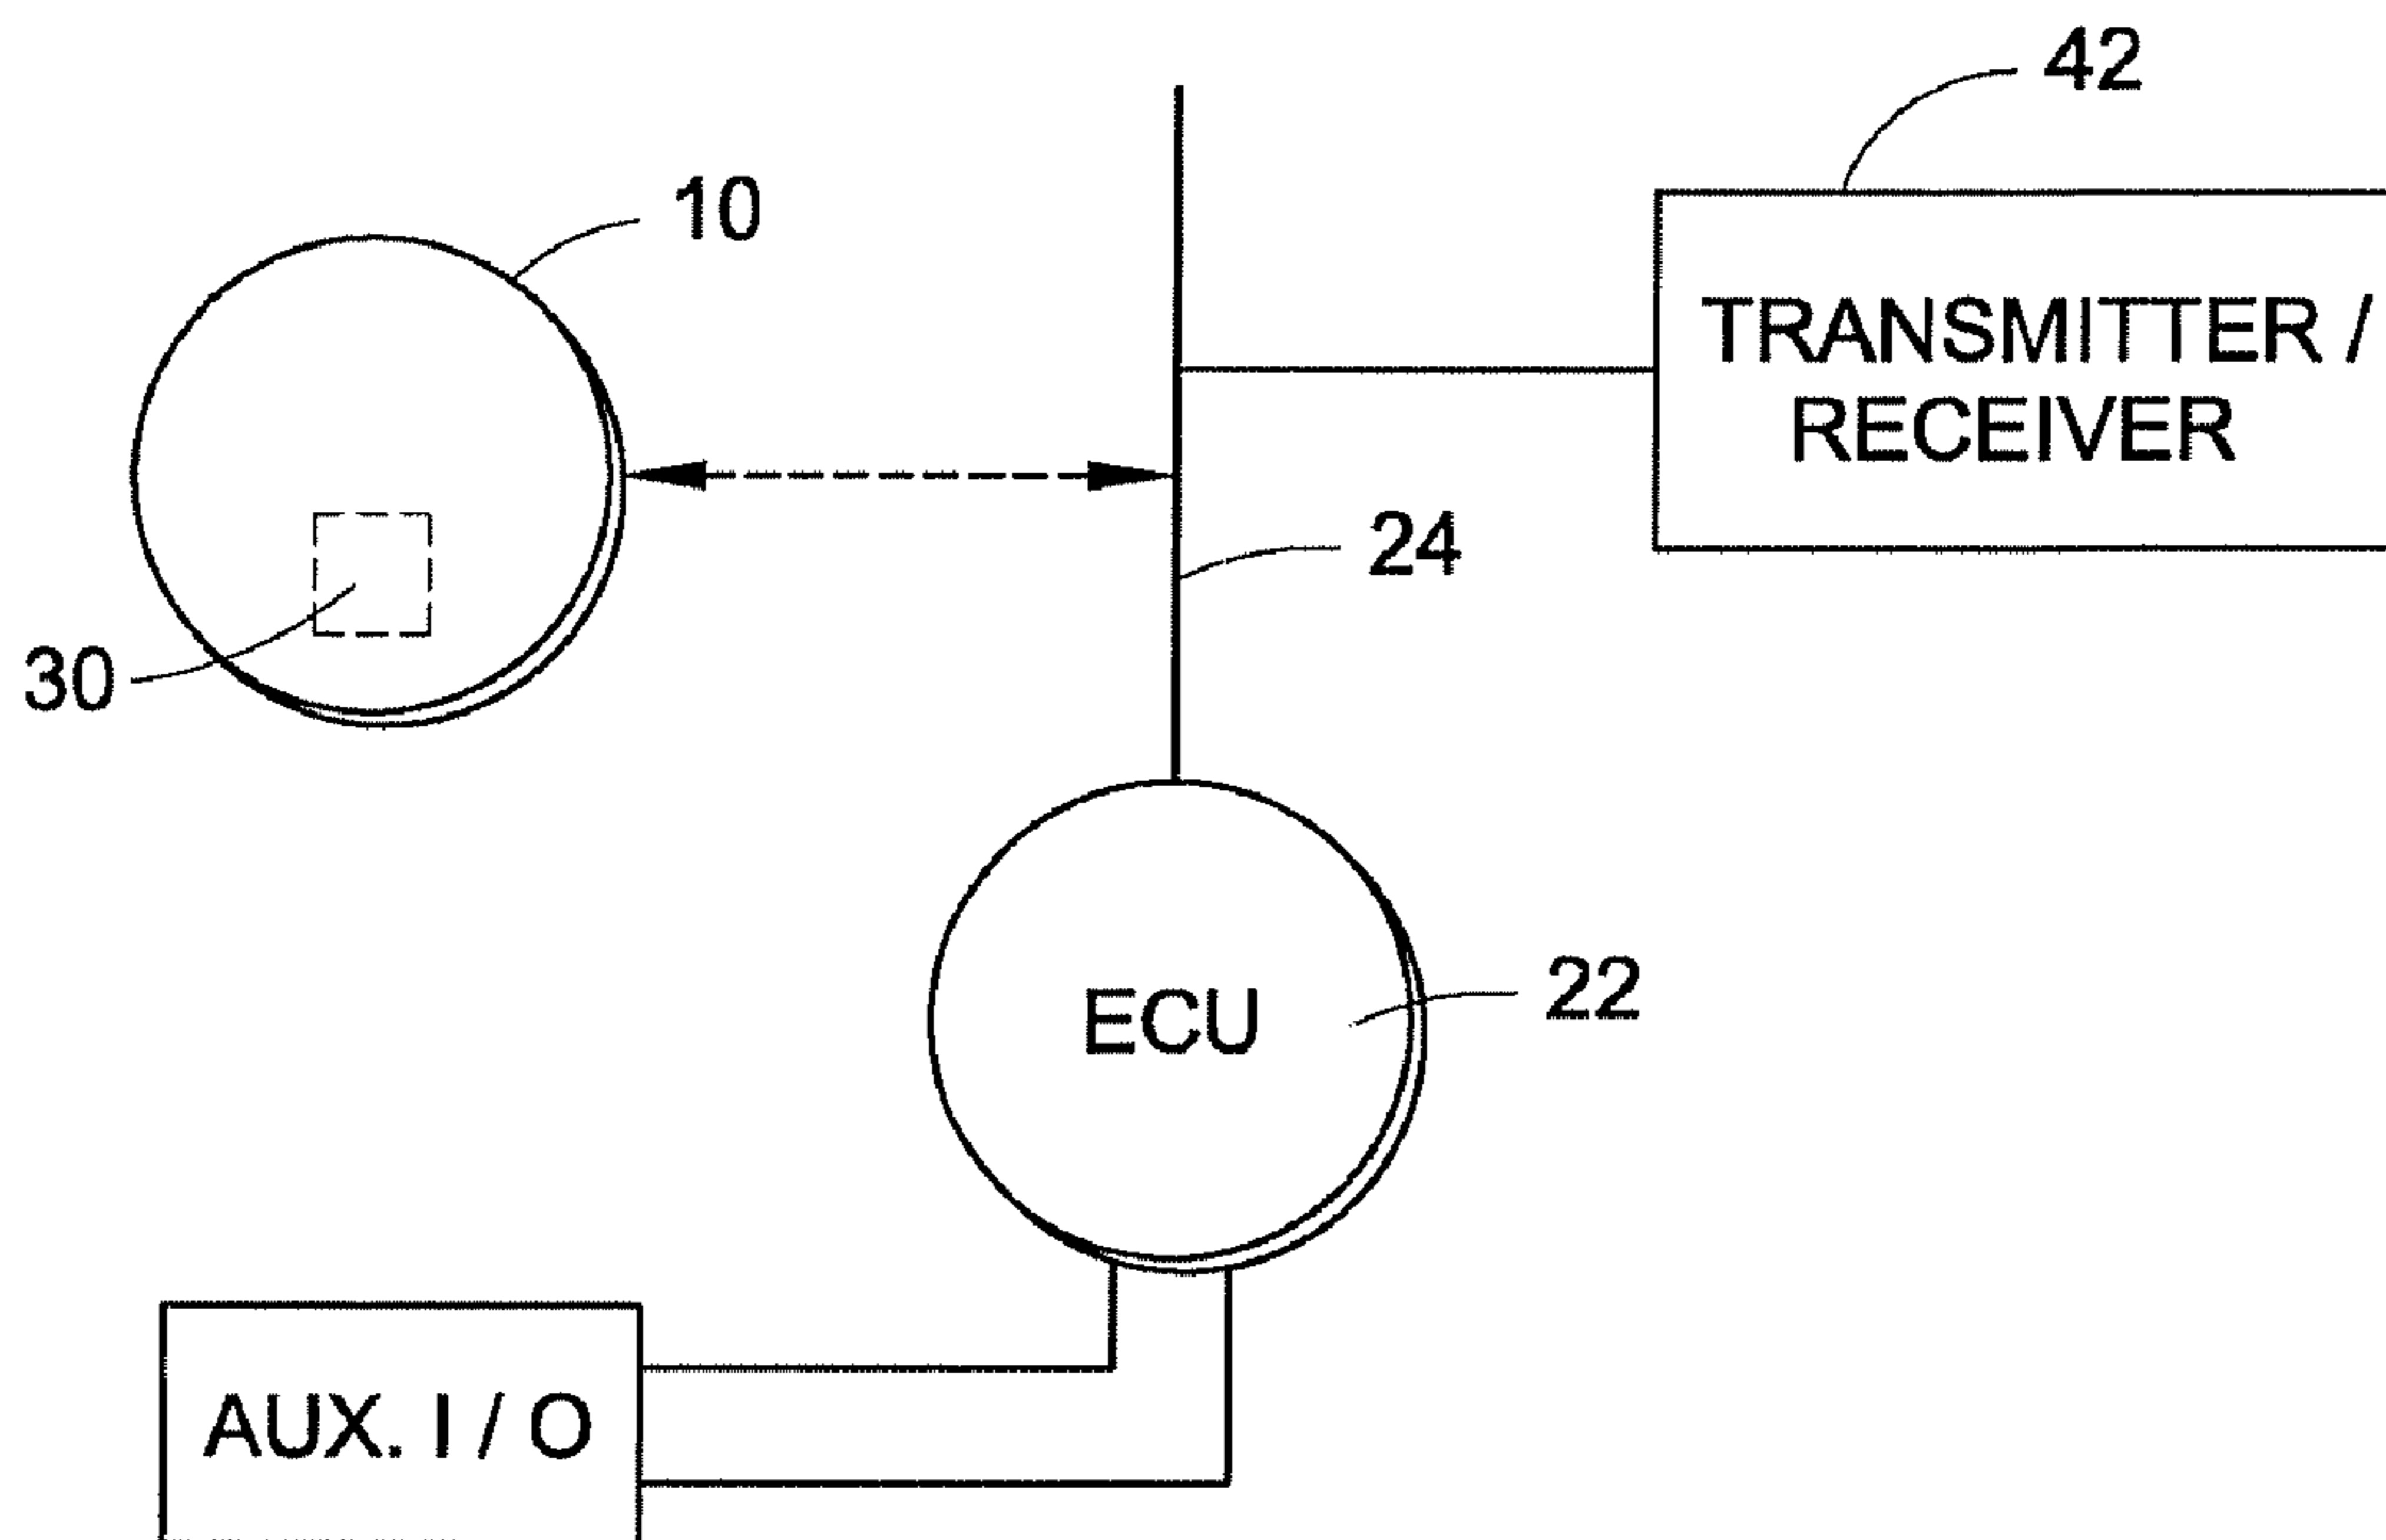 42
10
TRANSMITTER /
RECEIVER
24
30
ECU
22
AUX. I / O